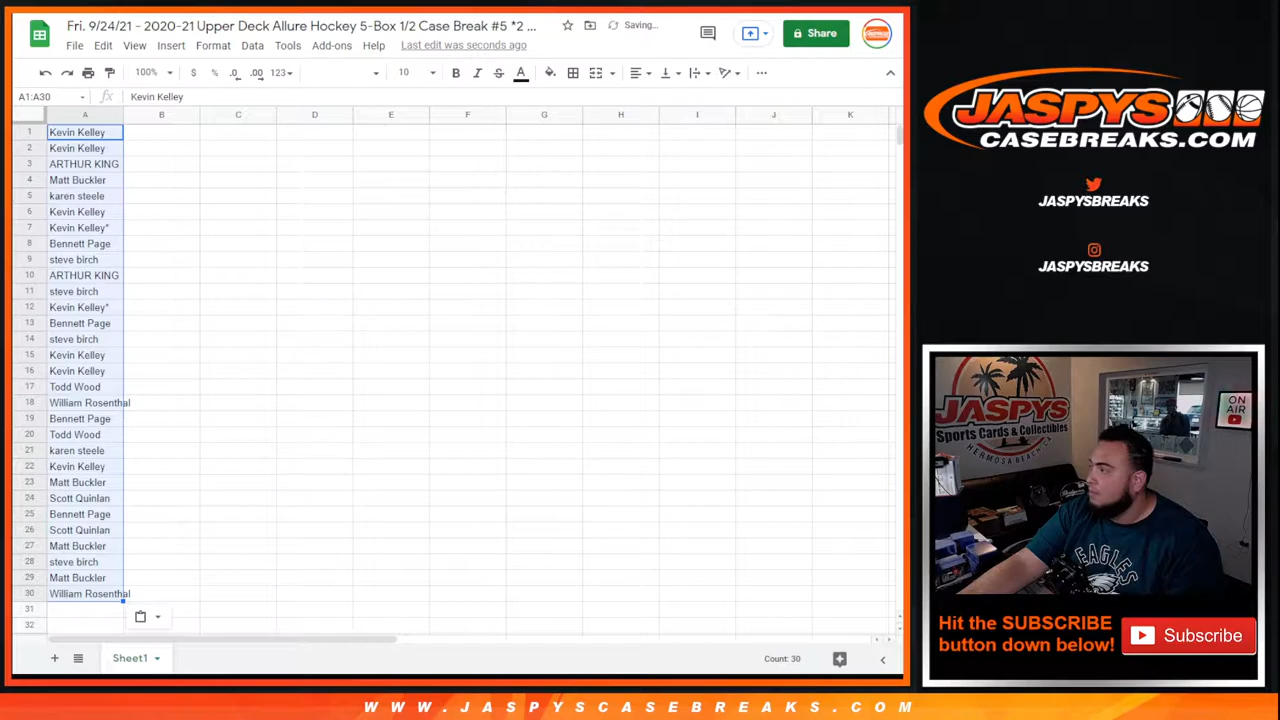 Fri. 9/24/21 - 2020-21 Upper Deck Allure Hockey 5-Box 1/2 Case Break #5 *2 ...
Saving...
Share
File Edit View Insert Format Data Tools Add-ons Help Last edit was seconds ago
100% $ % .0 .00 123 10 B I S A
A1:A30 fx Kevin Kelley
A B C D E F G H I J K
1 Kevin Kelley
2 Kevin Kelley
3 ARTHUR KING
4 Matt Buckler
5 karen steele
6 Kevin Kelley
7 Kevin Kelley*
8 Bennett Page
9 steve birch
10 ARTHUR KING
11 steve birch
12 Kevin Kelley*
13 Bennett Page
14 steve birch
15 Kevin Kelley
16 Kevin Kelley
17 Todd Wood
18 William Rosenthal
19 Bennett Page
20 Todd Wood
21 karen steele
22 Kevin Kelley
23 Matt Buckler
24 Scott Quinlan
25 Bennett Page
26 Scott Quinlan
27 Matt Buckler
28 steve birch
29 Matt Buckler
30 William Rosenthal
31
32
Sheet1
Count: 30
JASPYS
CASEBREAKS.COM
JASPYSBREAKS
JASPYSBREAKS
JASPYS
Sports Cards & Collectibles
HERMOSA BEACH, CA
ON
AIR
EAGLES
Hit the SUBSCRIBE
button down below!
Subscribe
WWW.JASPYSCASEBREAKS.COM